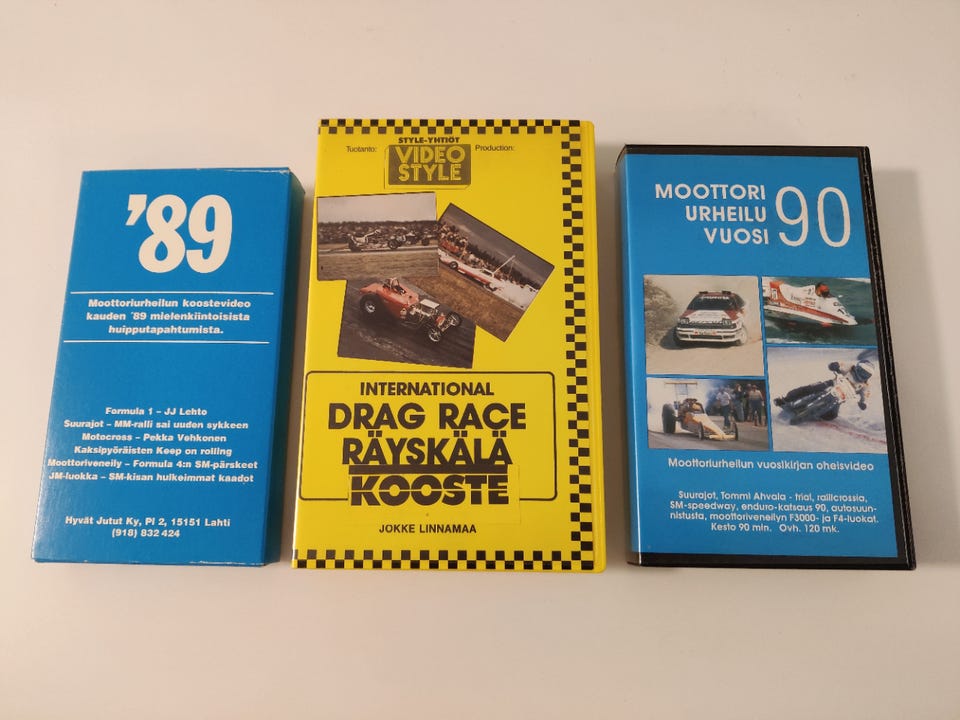 '89
Moottoriurheilun koostevideo
kauden '89 mielenkiintoisista
huipputapahtumista.
Formula 1 – JJ Lehto
Suurajot – MM-ralli sai uuden sykkeen
Motocross – Pekka Vehkonen
Kaksipyöräisten Keep on rolling
Moottoriveneily – Formula 4:n SM-pärskeet
JM-luokka – SM-kisan hulkeimmat kaadot
Hyvät Jutut Ky, Pl 2, 15151 Lahti
(918) 832 424
STYLE-YHTIÖT
Tuotanto: VIDEO Production:
STYLE
INTERNATIONAL
DRAG RACE
RÄYSKÄLÄ
KOOSTE
JOKKE LINNAMAA
MOOTTORI
URHEILU
VUOSI 90
Moottoriurheilun vuosikirjan oheisvideo
Suurajot, Tommi Ahvala - trial, rallicrossia,
SM-speedway, enduro-katsaus 90, autosuun-
nistusta, moottoriveneilyn F3000- ja F4-luokat.
Kesto 90 min. Ovh. 120 mk.